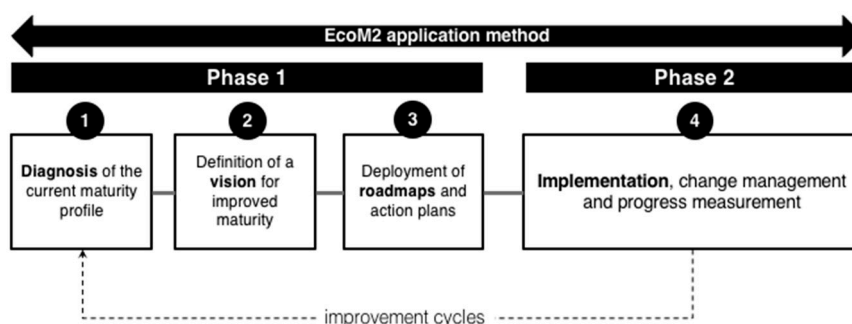 EcoM2 application method
Phase 1
Phase 2
1
2
3
4
Diagnosis of the
current maturity
profile
Definition of a
vision for
improved
maturity
Deployment of
roadmaps and
action plans
Implementation, change management
and progress measurement
improvement cycles